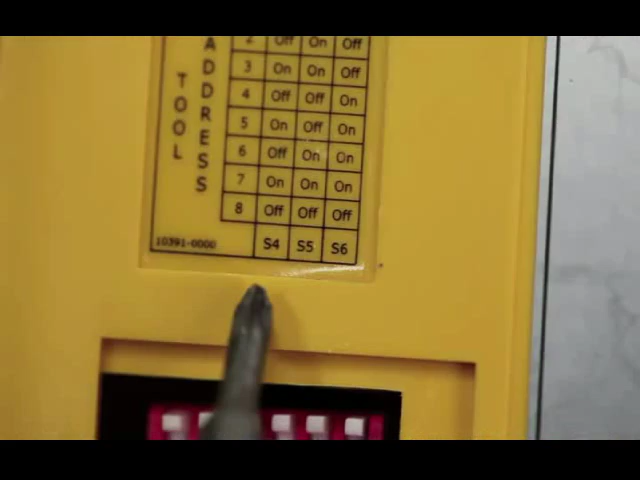 TOOL
ADDRESS
2 Off On Off
3 On On Off
4 Off Off On
5 On Off On
6 Off On On
7 On On On
8 Off Off Off
10391-0000 S4 S5 S6